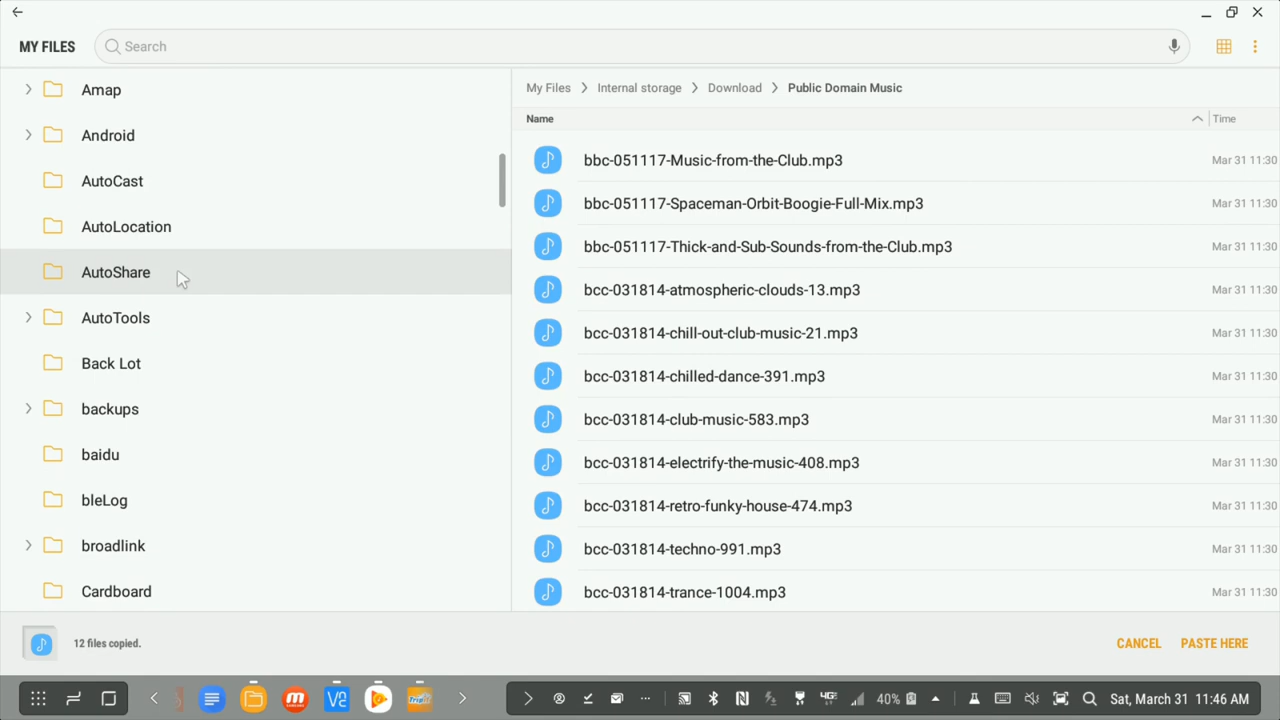 MY FILES
Search
Amap
Android
AutoCast
AutoLocation
AutoShare
AutoTools
Back Lot
backups
baidu
bleLog
broadlink
Cardboard
My Files > Internal storage > Download > Public Domain Music
Name Time
bbc-051117-Music-from-the-Club.mp3 Mar 31 11:30
bbc-051117-Spaceman-Orbit-Boogie-Full-Mix.mp3 Mar 31 11:30
bbc-051117-Thick-and-Sub-Sounds-from-the-Club.mp3 Mar 31 11:30
bcc-031814-atmospheric-clouds-13.mp3 Mar 31 11:30
bcc-031814-chill-out-club-music-21.mp3 Mar 31 11:30
bcc-031814-chilled-dance-391.mp3 Mar 31 11:30
bcc-031814-club-music-583.mp3 Mar 31 11:30
bcc-031814-electrify-the-music-408.mp3 Mar 31 11:30
bcc-031814-retro-funky-house-474.mp3 Mar 31 11:30
bcc-031814-techno-991.mp3 Mar 31 11:30
bcc-031814-trance-1004.mp3 Mar 31 11:30
12 files copied.
CANCEL PASTE HERE
4G 40% Sat, March 31 11:46 AM